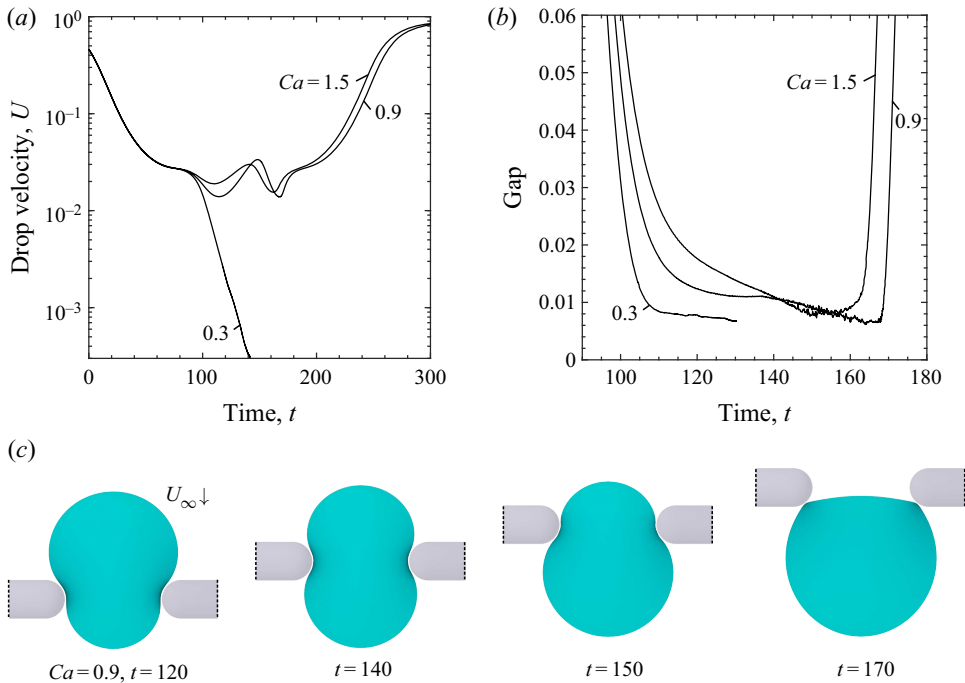 (a)
10⁰
10⁻¹
10⁻²
10⁻³
Drop velocity, U
Ca = 1.5
0.9
0.3
0
100
200
300
Time, t
(b)
0.06
0.05
0.04
0.03
0.02
0.01
0
Gap
Ca = 1.5
0.9
0.3
100
120
140
160
180
Time, t
(c)
U∞↓
Ca = 0.9, t = 120
t = 140
t = 150
t = 170